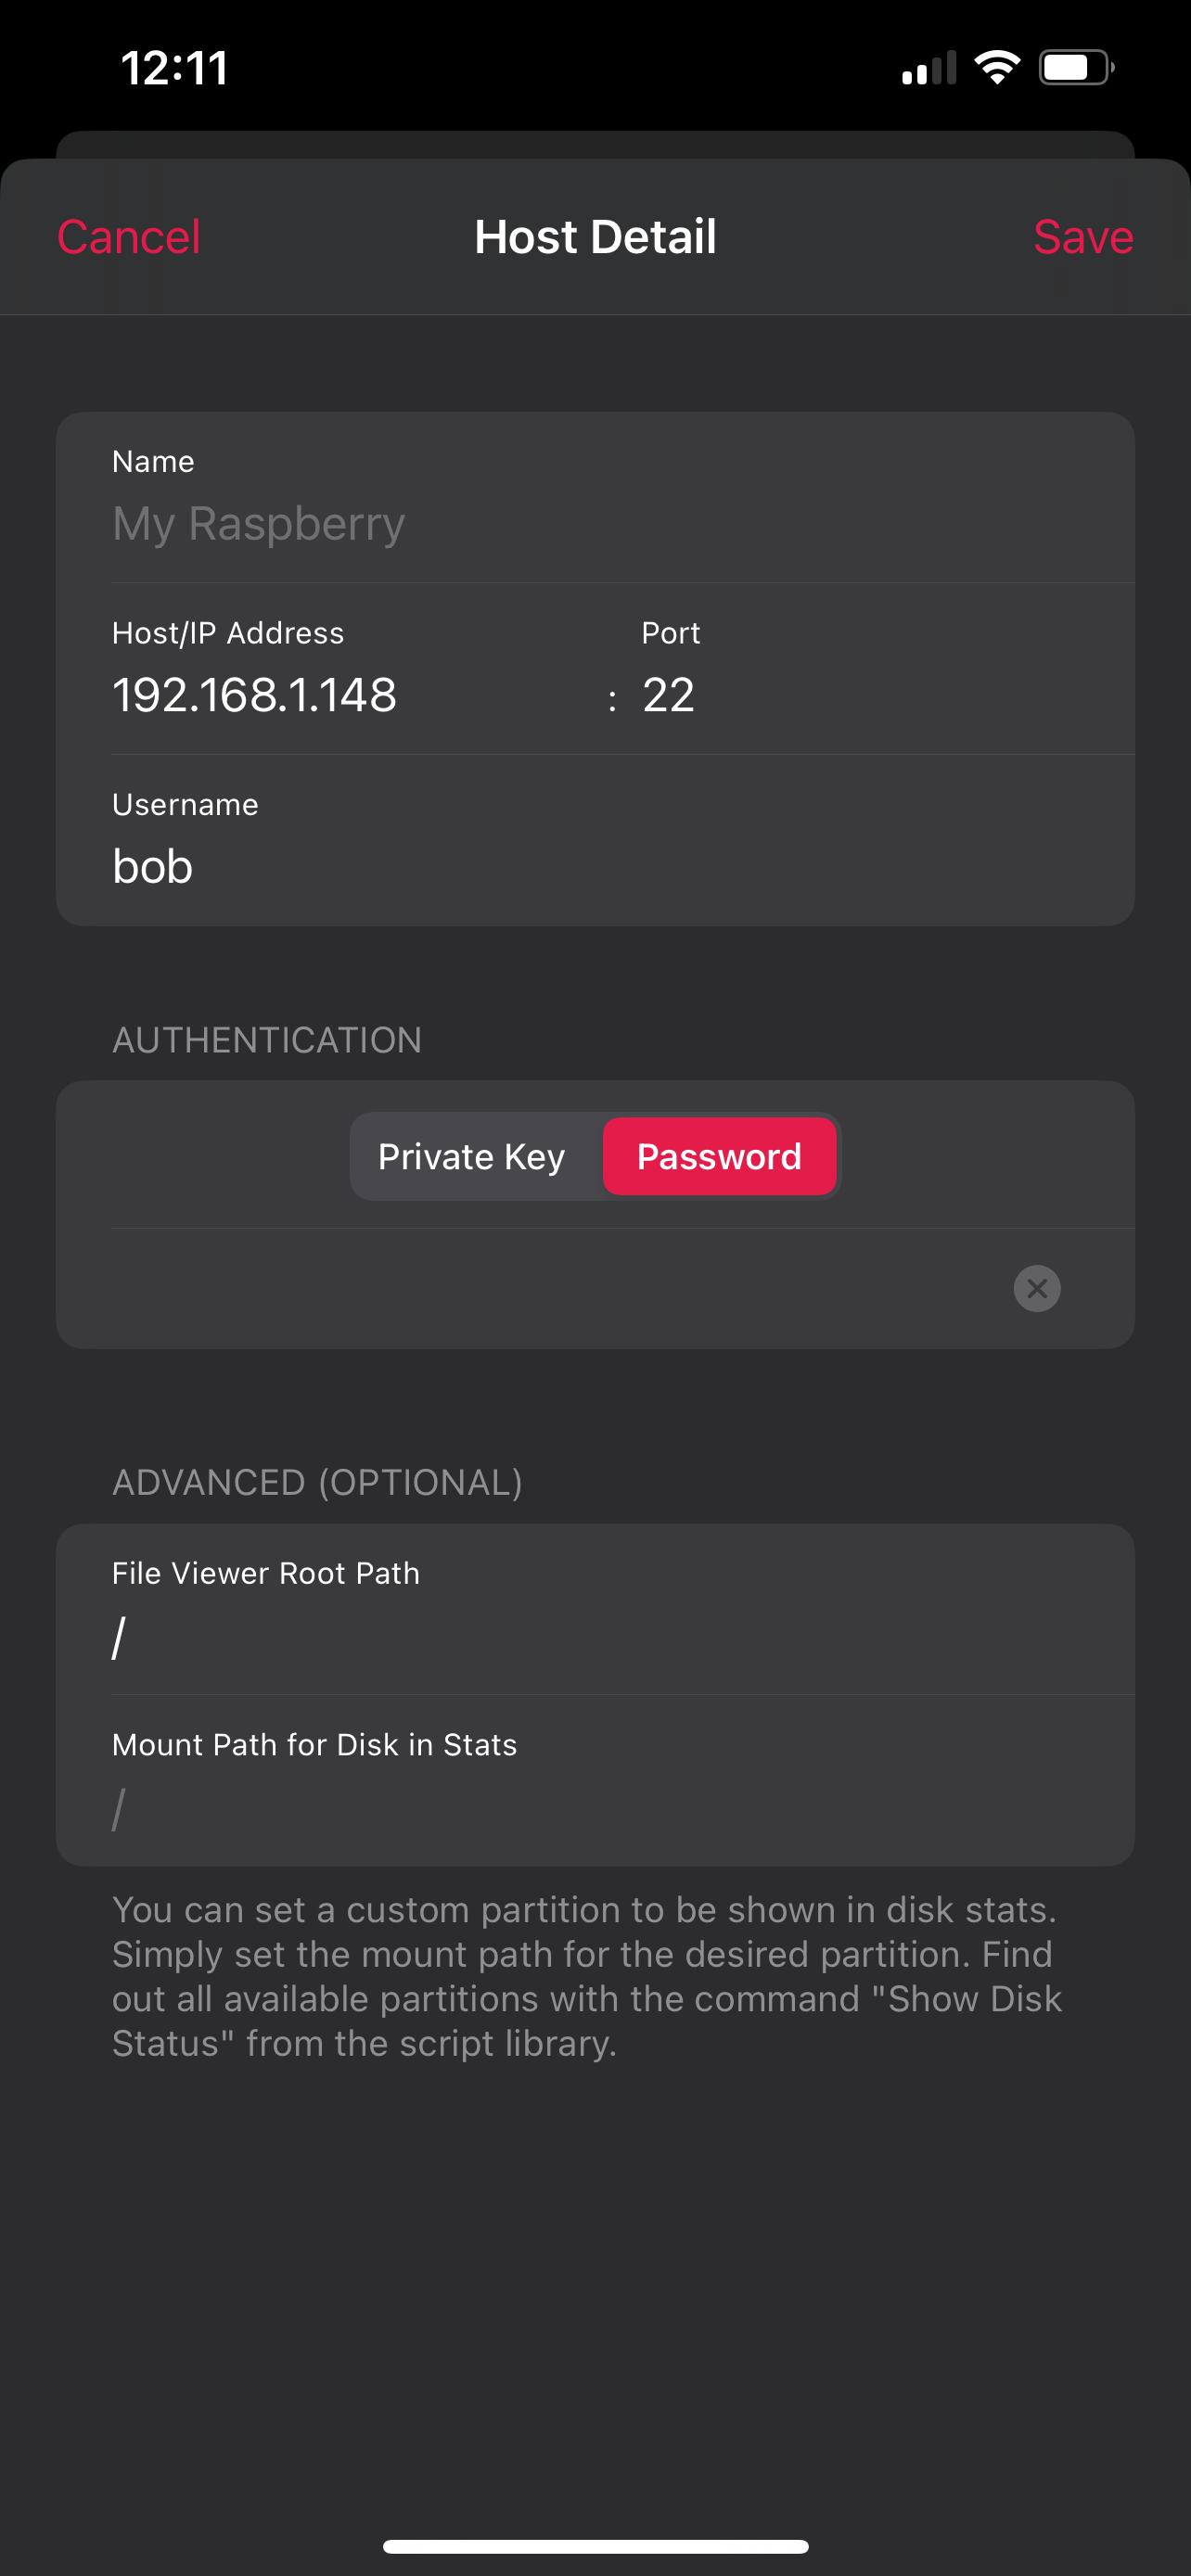 12:11
Cancel Host Detail Save
Name
My Raspberry
Host/IP Address Port
192.168.1.148 : 22
Username
bob
AUTHENTICATION
Private Key Password
ADVANCED (OPTIONAL)
File Viewer Root Path
/
Mount Path for Disk in Stats
/
You can set a custom partition to be shown in disk stats.
Simply set the mount path for the desired partition. Find
out all available partitions with the command "Show Disk
Status" from the script library.